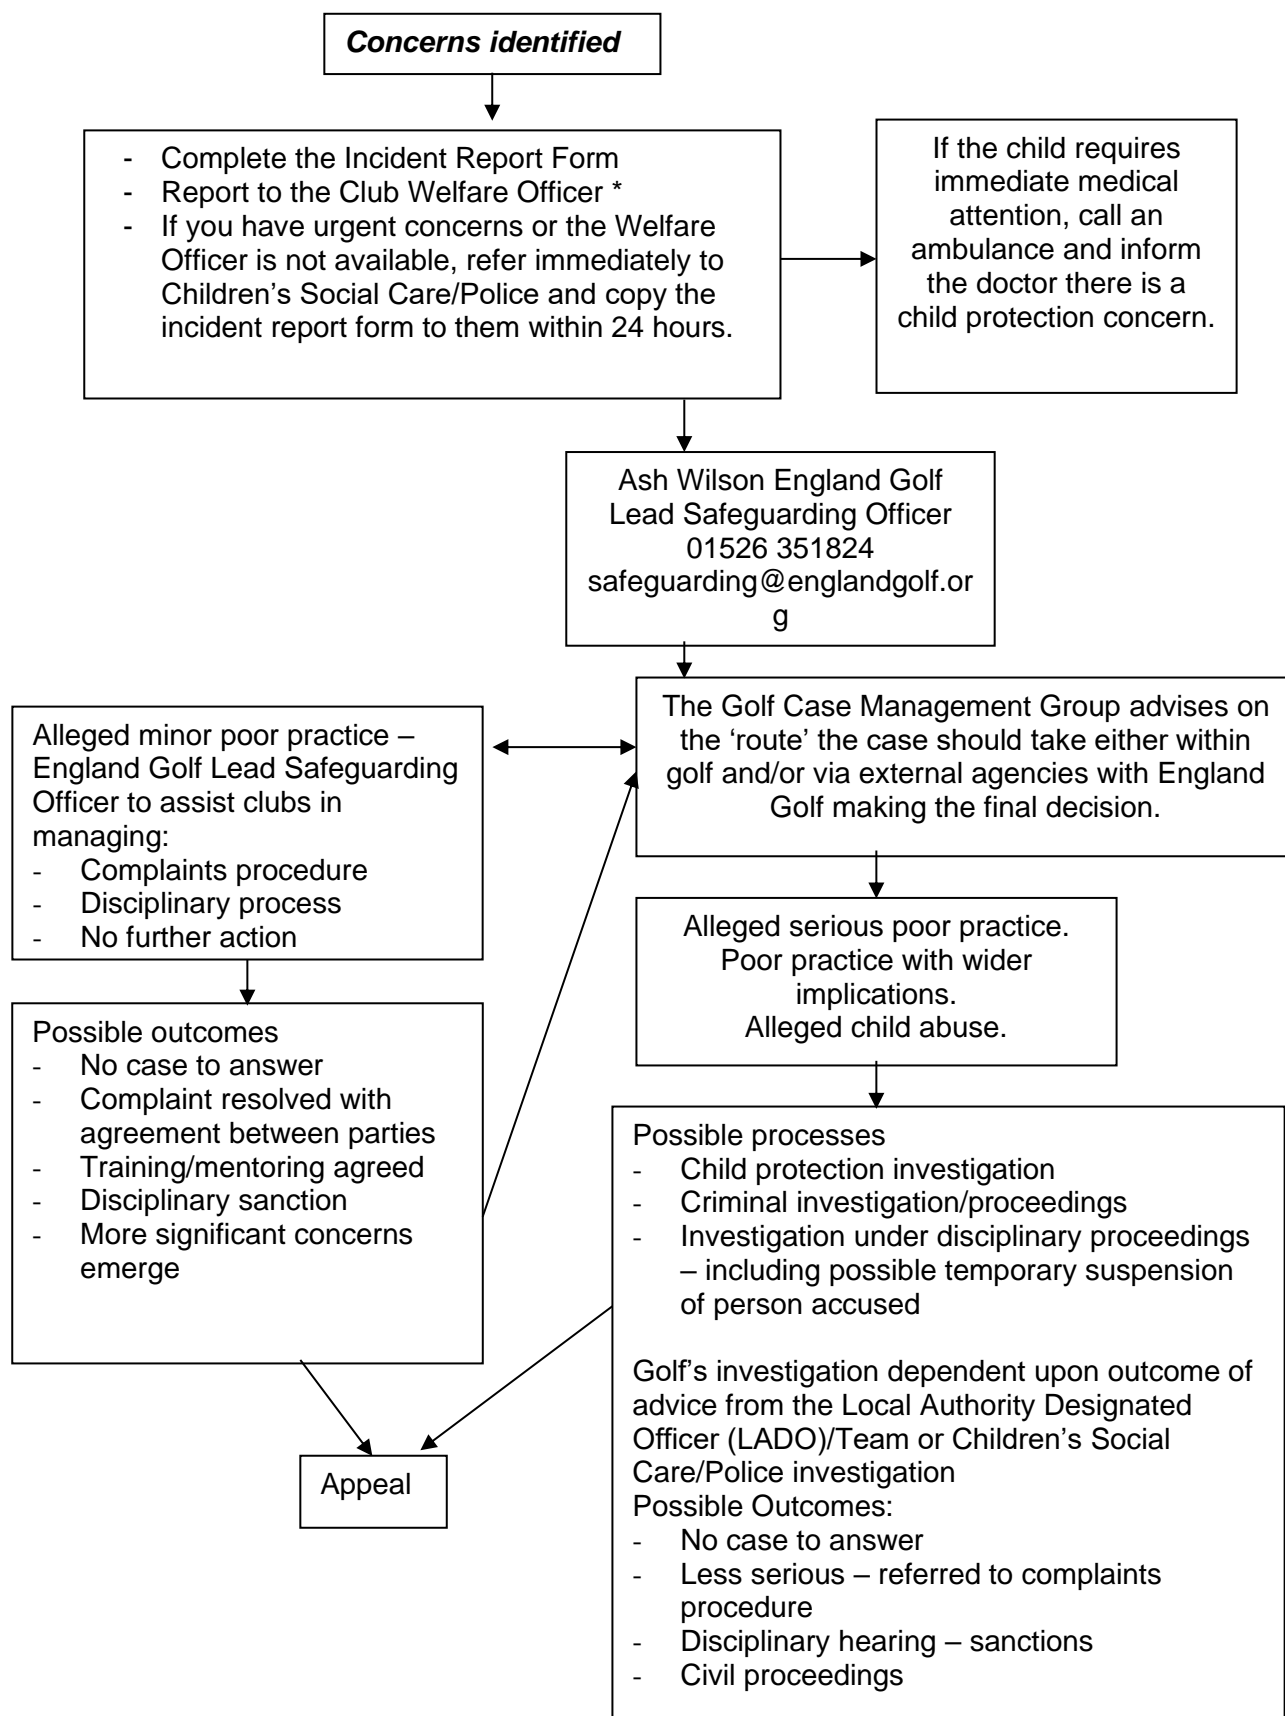 Concerns identified
- Complete the Incident Report Form
- Report to the Club Welfare Officer *
- If you have urgent concerns or the Welfare
Officer is not available, refer immediately to
Children’s Social Care/Police and copy the
incident report form to them within 24 hours.
If the child requires
immediate medical
attention, call an
ambulance and inform
the doctor there is a
child protection concern.
Ash Wilson England Golf
Lead Safeguarding Officer
01526 351824
safeguarding@englandgolf.or
g
The Golf Case Management Group advises on
the ‘route’ the case should take either within
golf and/or via external agencies with England
Golf making the final decision.
Alleged minor poor practice –
England Golf Lead Safeguarding
Officer to assist clubs in
managing:
- Complaints procedure
- Disciplinary process
- No further action
Alleged serious poor practice.
Poor practice with wider
implications.
Alleged child abuse.
Possible outcomes
- No case to answer
- Complaint resolved with
agreement between parties
- Training/mentoring agreed
- Disciplinary sanction
- More significant concerns
emerge
Possible processes
- Child protection investigation
- Criminal investigation/proceedings
- Investigation under disciplinary proceedings
– including possible temporary suspension
of person accused
Golf’s investigation dependent upon outcome of
advice from the Local Authority Designated
Officer (LADO)/Team or Children’s Social
Care/Police investigation
Possible Outcomes:
- No case to answer
- Less serious – referred to complaints
procedure
- Disciplinary hearing – sanctions
- Civil proceedings
Appeal